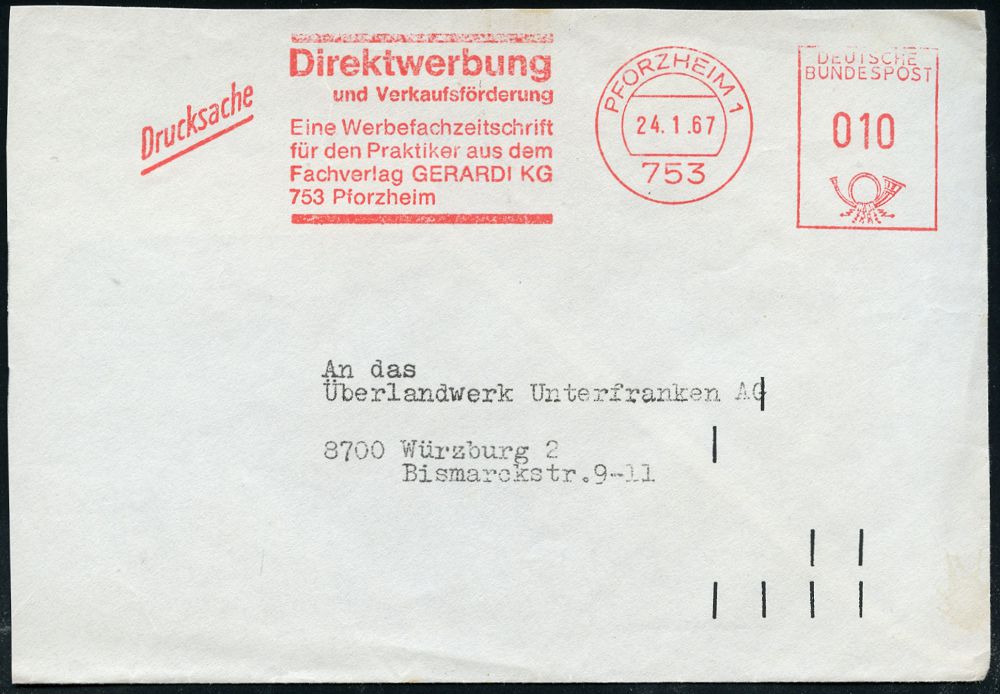 Drucksache
Direktwerbung
und Verkaufsförderung
Eine Werbefachzeitschrift
für den Praktiker aus dem
Fachverlag GERARDI KG
753 Pforzheim
PFORZHEIM 1
24.1.67
753
DEUTSCHE
BUNDESPOST
010
An das
Überlandwerk Unterfranken AG
8700 Würzburg 2
Bismarckstr.9-11